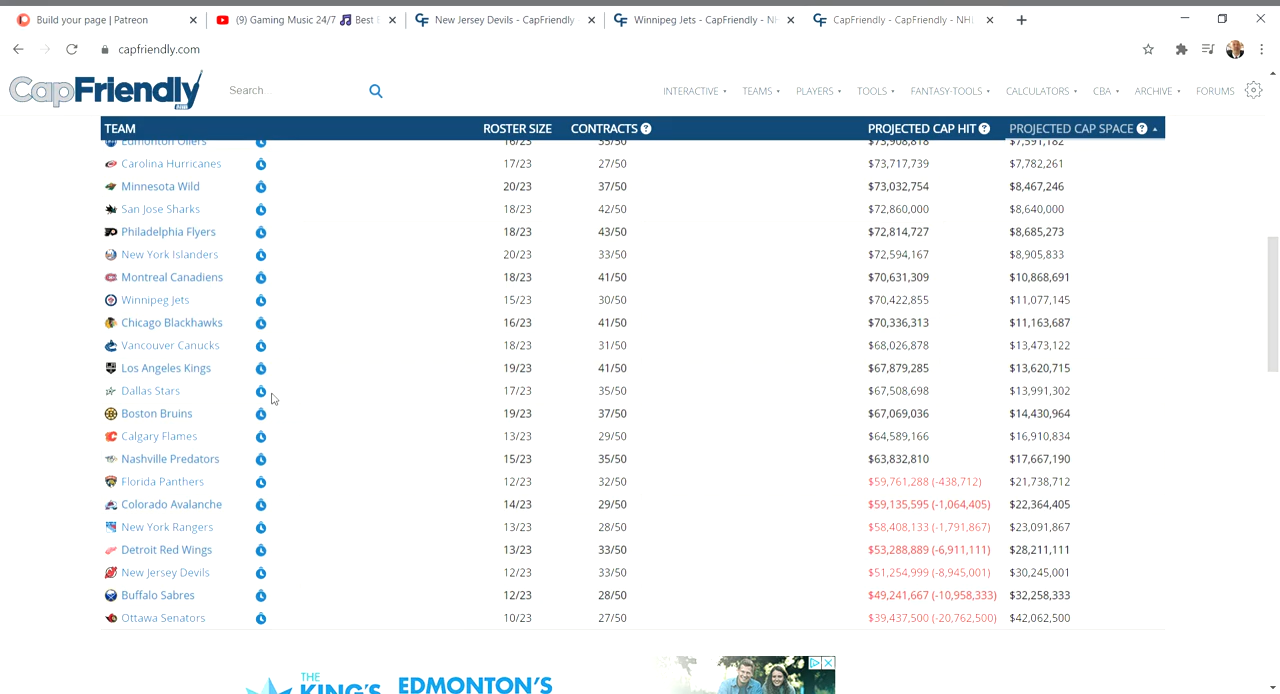 Build your page | Patreon
(9) Gaming Music 24/7 🎵 Best
New Jersey Devils - CapFriendly
Winnipeg Jets - CapFriendly - NH
CapFriendly - CapFriendly - NHL
capfriendly.com
CapFriendly
Search...
INTERACTIVE TEAMS PLAYERS TOOLS FANTASY-TOOLS CALCULATORS CBA ARCHIVE FORUMS
TEAM ROSTER SIZE CONTRACTS PROJECTED CAP HIT PROJECTED CAP SPACE
Edmonton Oilers 16/23 35/50 $73,908,818 $7,591,182
Carolina Hurricanes 17/23 27/50 $73,717,739 $7,782,261
Minnesota Wild 20/23 37/50 $73,032,754 $8,467,246
San Jose Sharks 18/23 42/50 $72,860,000 $8,640,000
Philadelphia Flyers 18/23 43/50 $72,814,727 $8,685,273
New York Islanders 20/23 33/50 $72,594,167 $8,905,833
Montreal Canadiens 18/23 41/50 $70,631,309 $10,868,691
Winnipeg Jets 15/23 30/50 $70,422,855 $11,077,145
Chicago Blackhawks 16/23 41/50 $70,336,313 $11,163,687
Vancouver Canucks 18/23 31/50 $68,026,878 $13,473,122
Los Angeles Kings 19/23 41/50 $67,879,285 $13,620,715
Dallas Stars 17/23 35/50 $67,508,698 $13,991,302
Boston Bruins 19/23 37/50 $67,069,036 $14,430,964
Calgary Flames 13/23 29/50 $64,589,166 $16,910,834
Nashville Predators 15/23 35/50 $63,832,810 $17,667,190
Florida Panthers 12/23 32/50 $59,761,288 (-438,712) $21,738,712
Colorado Avalanche 14/23 29/50 $59,135,595 (-1,064,405) $22,364,405
New York Rangers 13/23 28/50 $58,408,133 (-1,791,867) $23,091,867
Detroit Red Wings 13/23 33/50 $53,288,889 (-6,911,111) $28,211,111
New Jersey Devils 12/23 33/50 $51,254,999 (-8,945,001) $30,245,001
Buffalo Sabres 12/23 28/50 $49,241,667 (-10,958,333) $32,258,333
Ottawa Senators 10/23 27/50 $39,437,500 (-20,762,500) $42,062,500
THE
KING'S EDMONTON'S